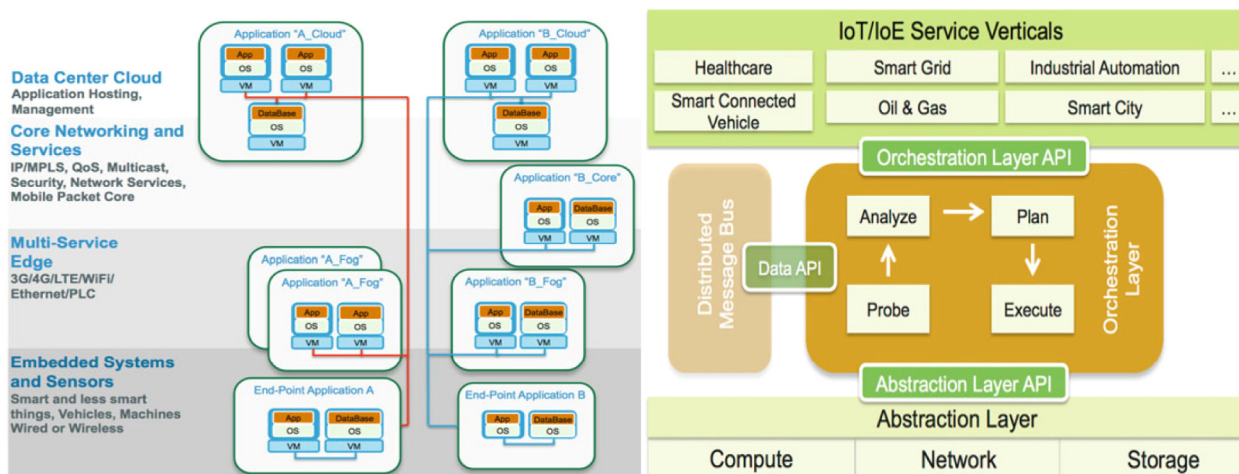 Data Center Cloud
Application Hosting,
Management
Core Networking and
Services
IP/MPLS, QoS, Multicast,
Security, Network Services,
Mobile Packet Core
Multi-Service
Edge
3G/4G/LTE/WiFi/
Ethernet/PLC
Embedded Systems
and Sensors
Smart and less smart
things, Vehicles, Machines
Wired or Wireless
Application "A_Cloud"
App App
OS OS
VM VM
DataBase
OS
VM
Application "A_Fog"
Application "A_Fog"
App App
OS OS
VM VM
End-Point Application A
App DataBase
OS OS
VM VM
Application "B_Cloud"
App App
OS OS
VM VM
DataBase
OS
VM
Application "B_Core"
App DataBase
OS OS
VM VM
Application "B_Fog"
App DataBase
OS OS
VM VM
End-Point Application B
App DataBase
OS OS
IoT/IoE Service Verticals
Healthcare Smart Grid Industrial Automation ...
Smart Connected
Vehicle
Oil & Gas Smart City ...
Orchestration Layer API
Distributed
Message Bus
Data API
Analyze Plan
Probe Execute
Orchestration
Layer
Abstraction Layer API
Abstraction Layer
Compute Network Storage